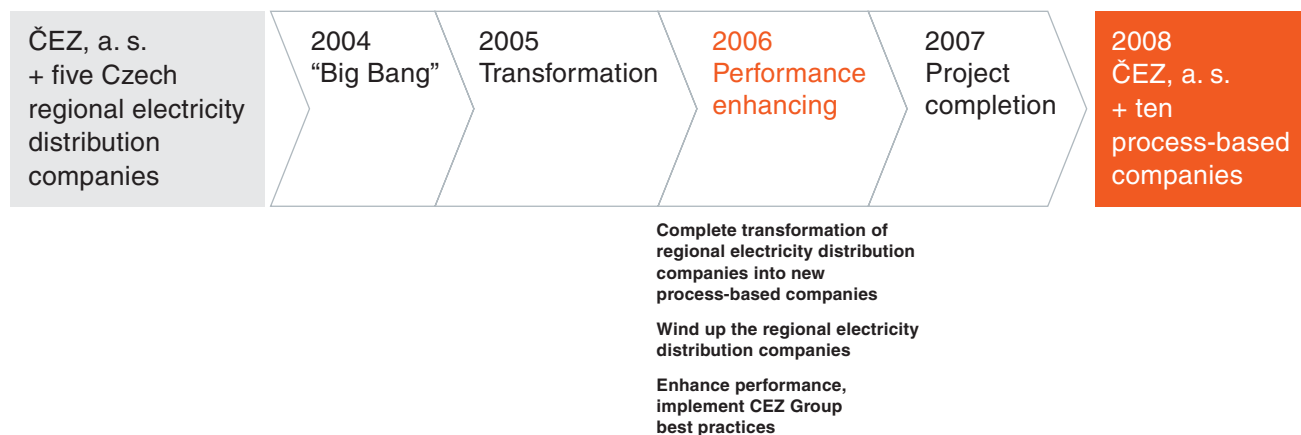 ČEZ, a. s.
+ five Czech
regional electricity
distribution
companies
2004
“Big Bang”
2005
Transformation
2006
Performance
enhancing
2007
Project
completion
2008
ČEZ, a. s.
+ ten
process-based
companies
Complete transformation of
regional electricity distribution
companies into new
process-based companies
Wind up the regional electricity
distribution companies
Enhance performance,
implement CEZ Group
best practices